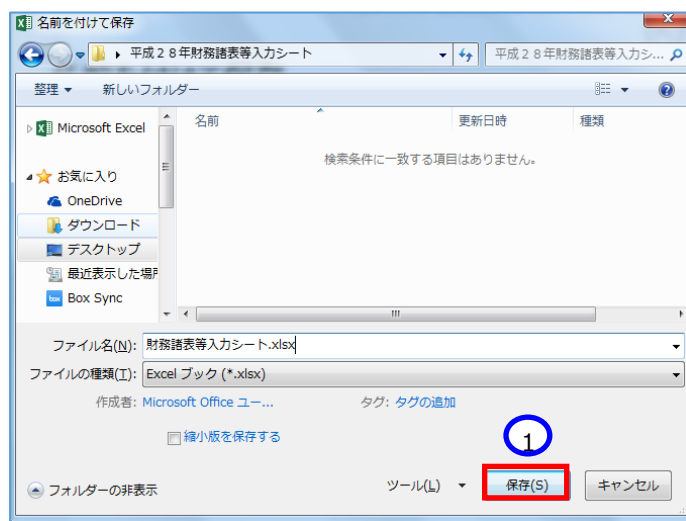 名前を付けて保存
平成２８年財務諸表等入力シート
平成２８年財務諸表等入力シ...
整理 新しいフォルダー
名前 更新日時 種類
検索条件に一致する項目はありません。
Microsoft Excel
お気に入り
OneDrive
ダウンロード
デスクトップ
最近表示した場所
Box Sync
ファイル名(N): 財務諸表等入力シート.xlsx
ファイルの種類(T): Excel ブック (*.xlsx)
作成者: Microsoft Office ユー... タグ: タグの追加
縮小版を保存する
1
フォルダーの非表示 ツール(L) 保存(S) キャンセル